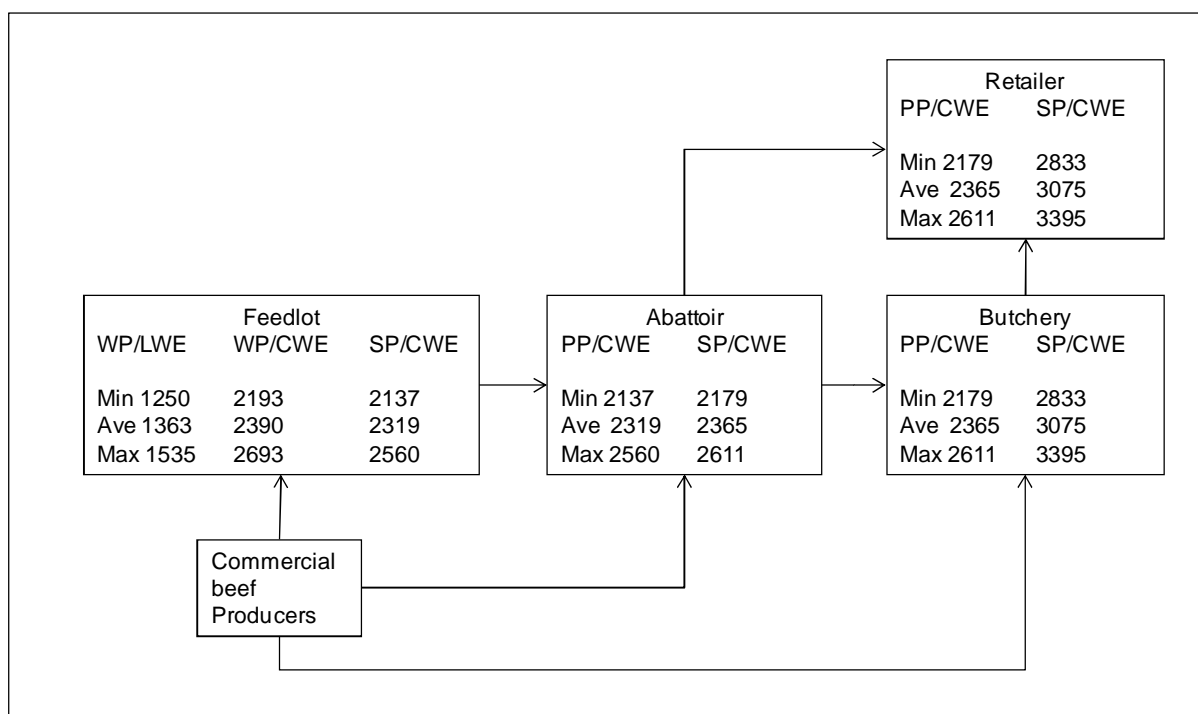 Retailer
PP/CWE SP/CWE
Min 2179 2833
Ave 2365 3075
Max 2611 3395
Feedlot
WP/LWE WP/CWE SP/CWE
Min 1250 2193 2137
Ave 1363 2390 2319
Max 1535 2693 2560
Abattoir
PP/CWE SP/CWE
Min 2137 2179
Ave 2319 2365
Max 2560 2611
Butchery
PP/CWE SP/CWE
Min 2179 2833
Ave 2365 3075
Max 2611 3395
Commercial
beef
Producers